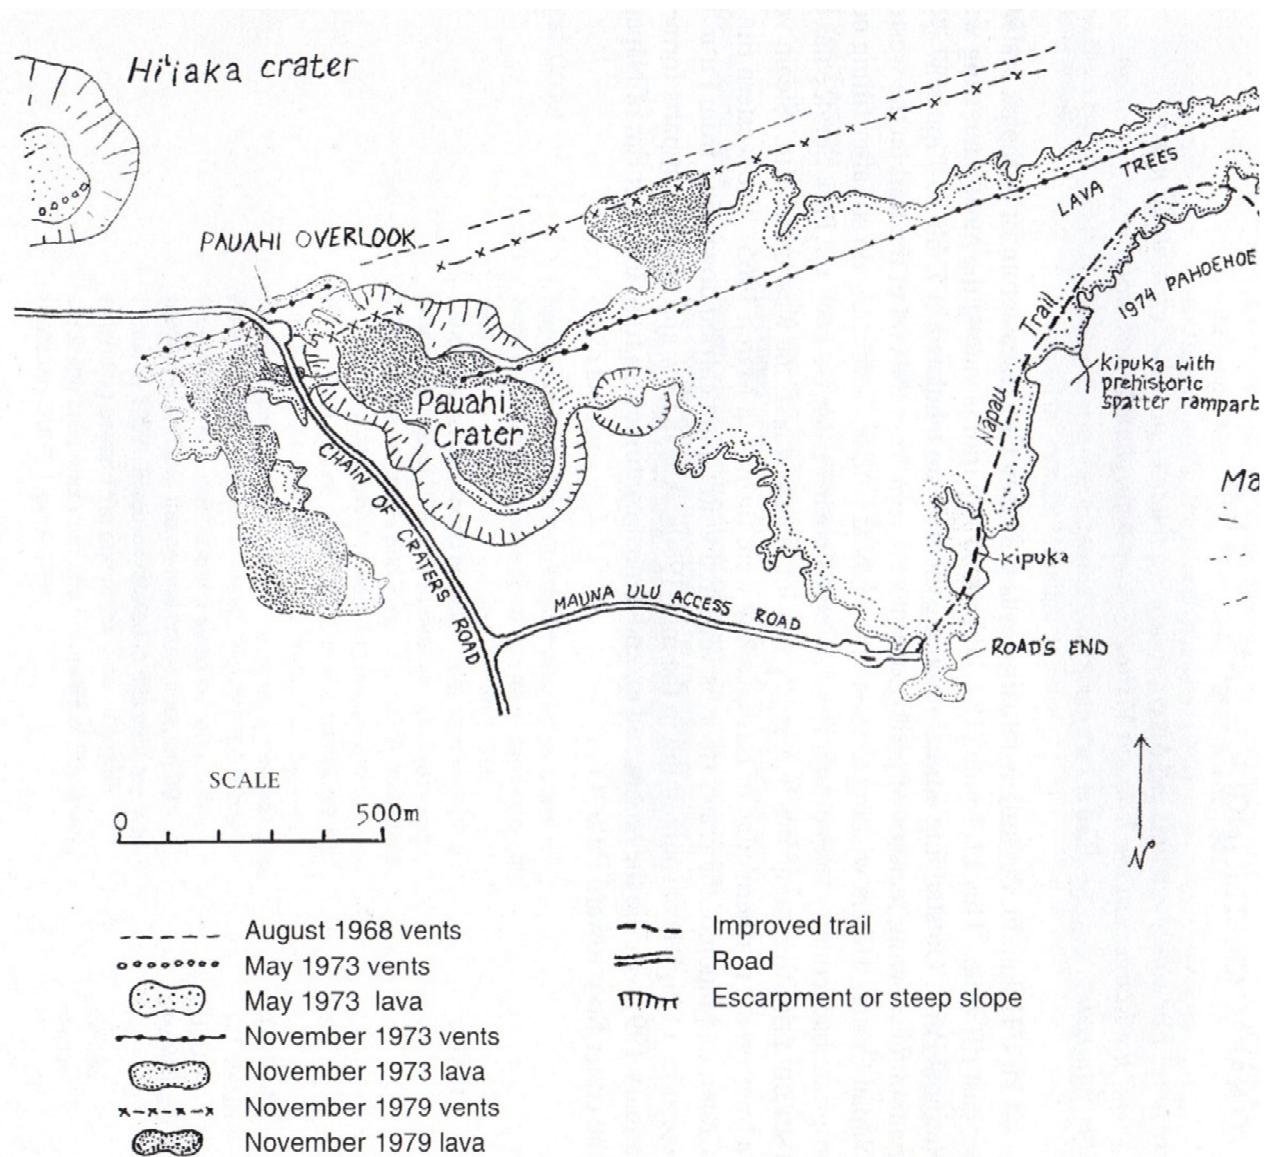 Hi'iaka crater
PAUAHI OVERLOOK
LAVA TREES
1974 PAHOEHOE
Napau Trail
Kipuka with
prehistoric
spatter rampart
Pauahi
Crater
CHAIN OF CRATERS ROAD
Ma
kipuka
MAUNA ULU ACCESS ROAD
ROAD'S END
SCALE
0 500m
N
August 1968 vents
May 1973 vents
May 1973 lava
November 1973 vents
November 1973 lava
November 1979 vents
November 1979 lava
Improved trail
Road
Escarpment or steep slope